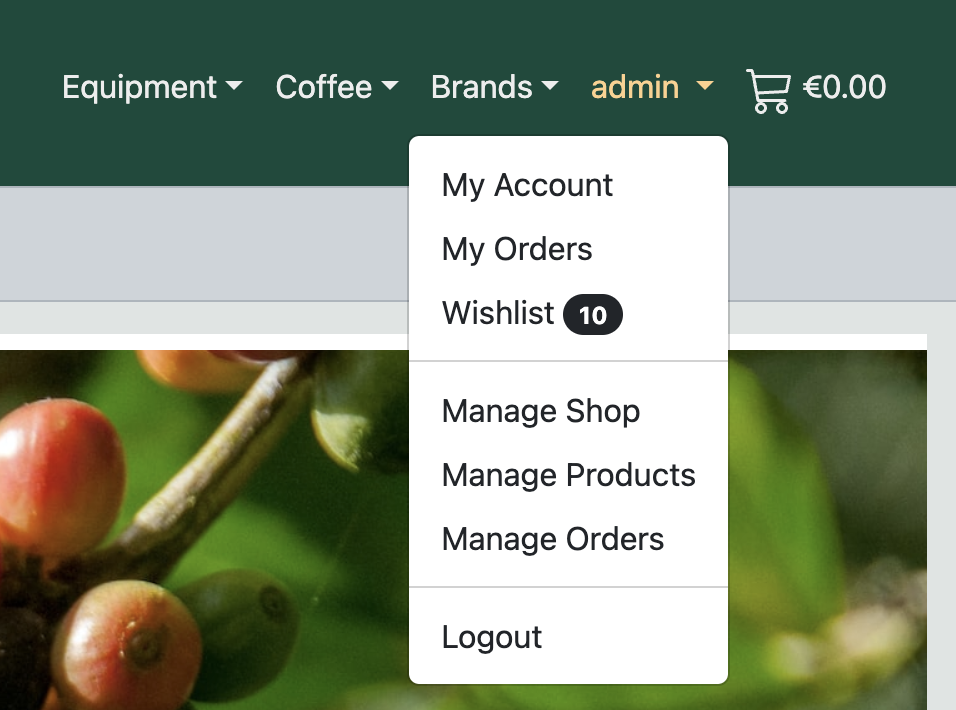 Equipment Coffee Brands admin €0.00
My Account
My Orders
Wishlist 10
Manage Shop
Manage Products
Manage Orders
Logout